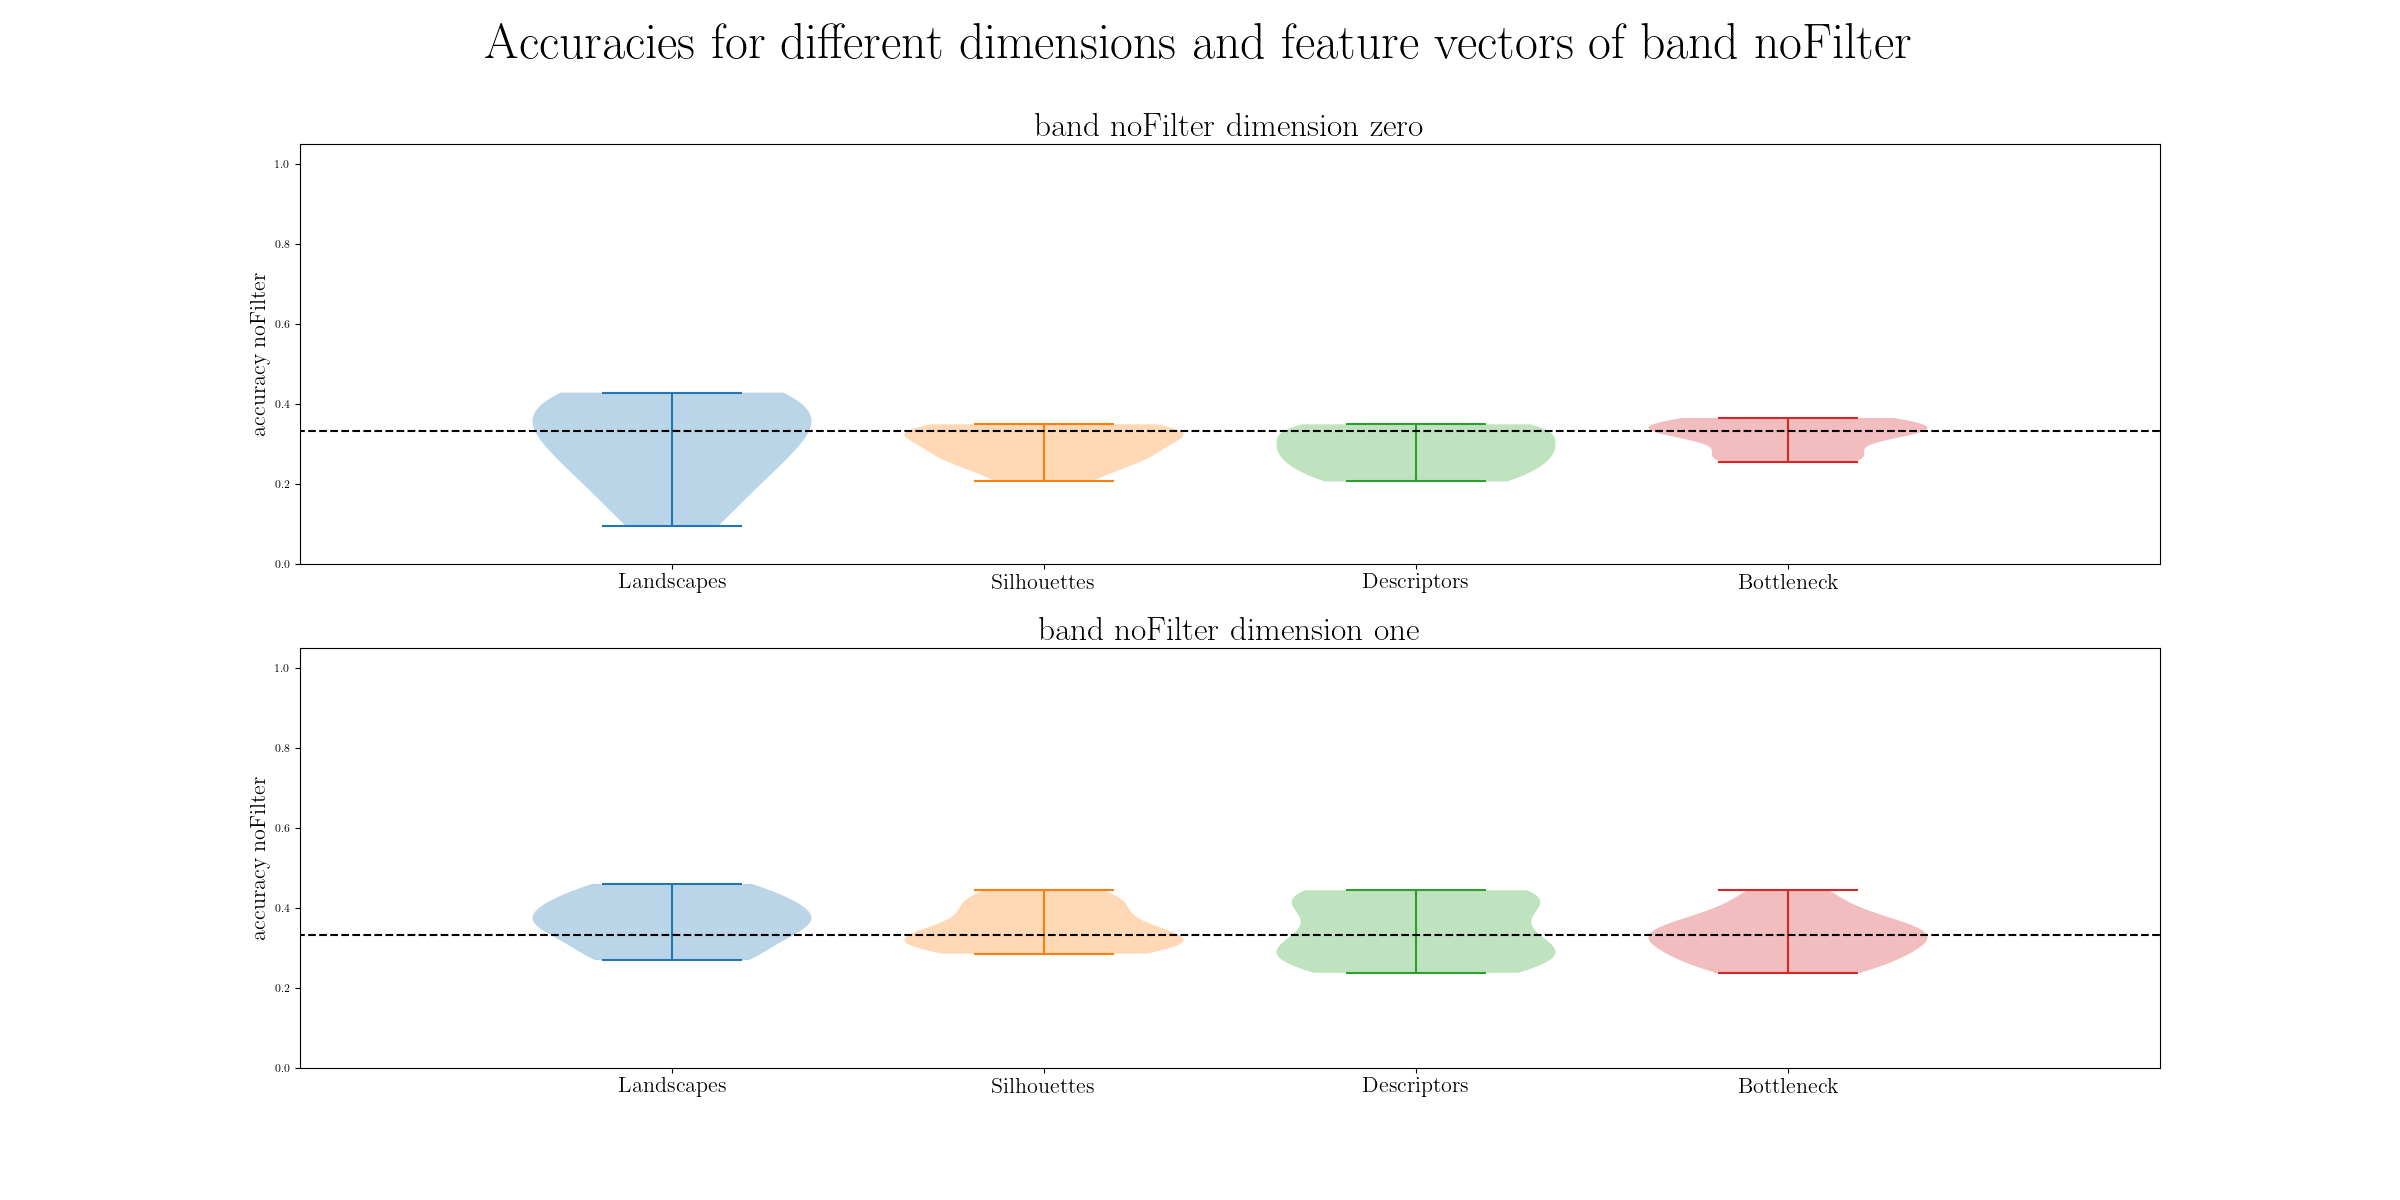 Accuracies for different dimensions and feature vectors of band noFilter
band noFilter dimension zero
accuracy noFilter
1.0
0.8
0.6
0.4
0.2
0.0
Landscapes Silhouettes Descriptors Bottleneck
band noFilter dimension one
accuracy noFilter
1.0
0.8
0.6
0.4
0.2
0.0
Landscapes Silhouettes Descriptors Bottleneck